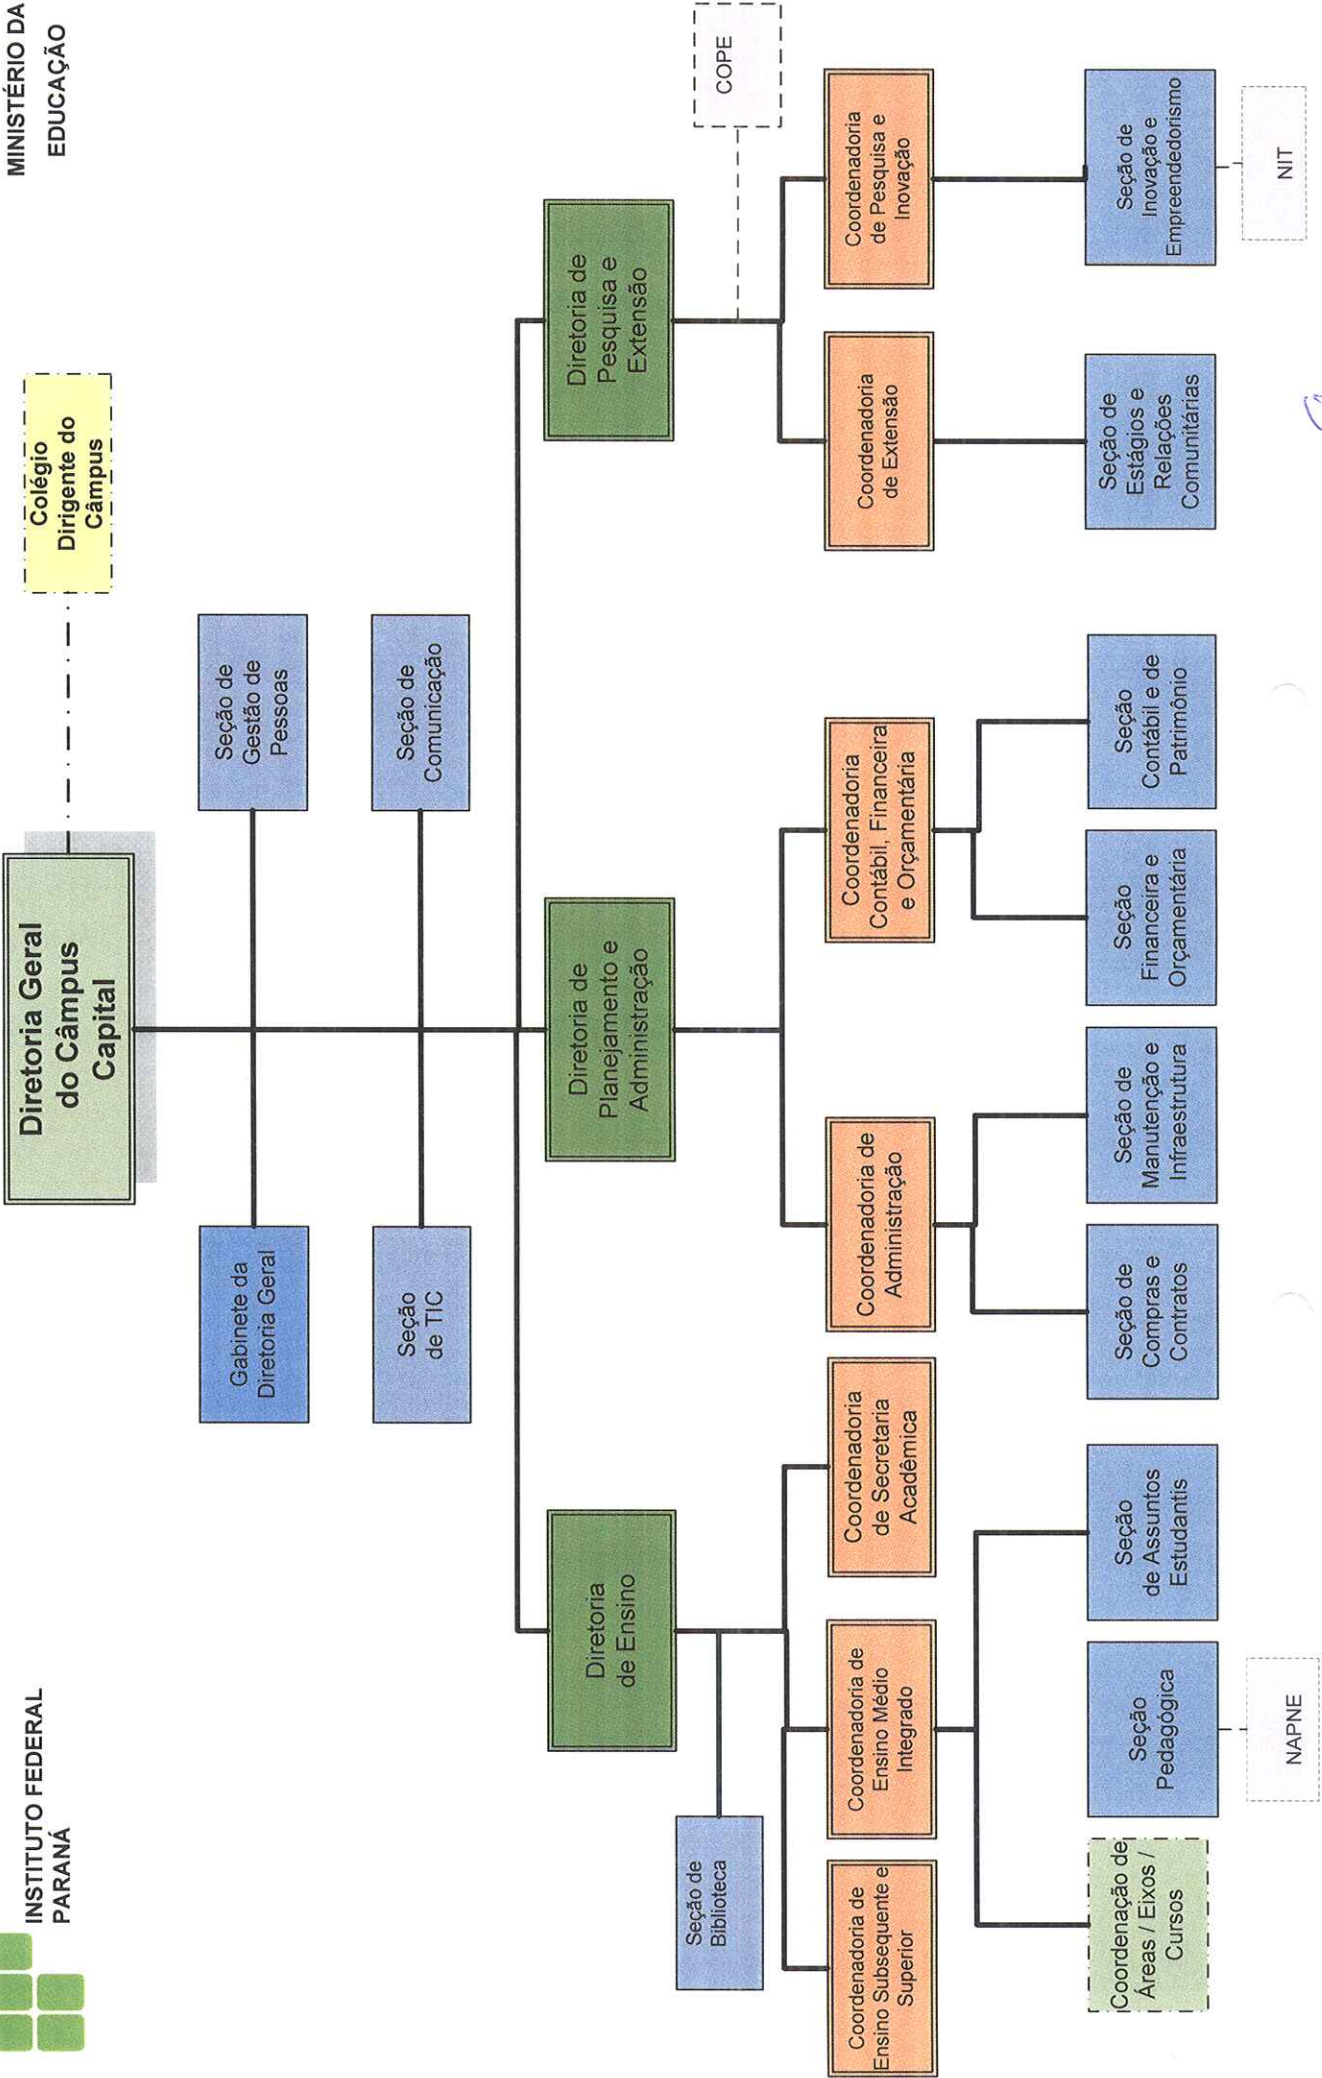 INSTITUTO FEDERAL
PARANÁ
MINISTÉRIO DA
EDUCAÇÃO
Diretoria Geral
do Câmpus
Capital
Colégio
Dirigente do
Câmpus
Gabinete da
Diretoria Geral
Seção de
Gestão de
Pessoas
Seção
de TIC
Seção de
Comunicação
Diretoria
de Ensino
Diretoria de
Planejamento e
Administração
Diretoria de
Pesquisa e
Extensão
Seção de
Biblioteca
COPE
Coordenadoria de
Ensino Subsequente e
Superior
Coordenadoria de
Ensino Médio
Integrado
Coordenadoria
de Secretaria
Acadêmica
Coordenadoria de
Administração
Coordenadoria
Contábil, Financeira
e Orçamentária
Coordenadoria
de Extensão
Coordenadoria
de Pesquisa e
Inovação
Coordenação de
Áreas / Eixos /
Cursos
Seção
Pedagógica
Seção
de Assuntos
Estudantis
Seção de
Compras e
Contratos
Seção de
Manutenção e
Infraestrutura
Seção
Financeira e
Orçamentária
Seção
Contábil e de
Patrimônio
Seção de
Estágios e
Relações
Comunitárias
Seção de
Inovação e
Empreendedorismo
NAPNE
NIT